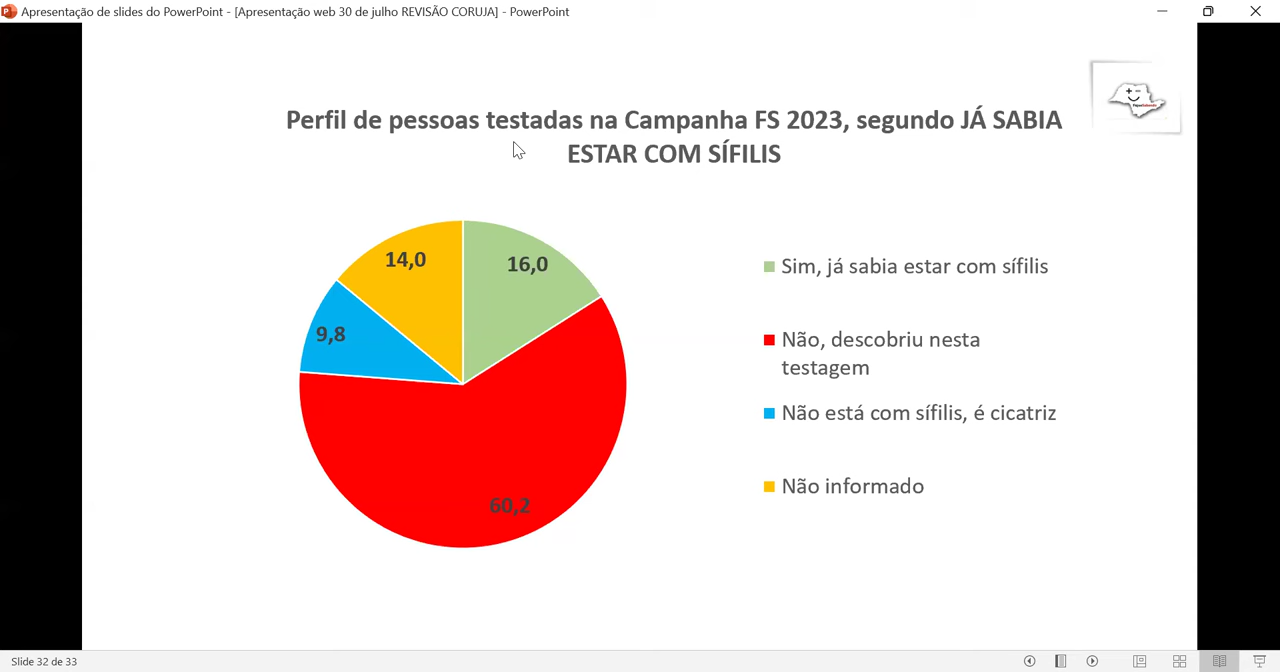 Apresentação de slides do PowerPoint - [Apresentação web 30 de julho REVISÃO CORUJA] - PowerPoint
Perfil de pessoas testadas na Campanha FS 2023, segundo JÁ SABIA
ESTAR COM SÍFILIS
14,0
16,0
9,8
60,2
Sim, já sabia estar com sífilis
Não, descobriu nesta
testagem
Não está com sífilis, é cicatriz
Não informado
Slide 32 de 33